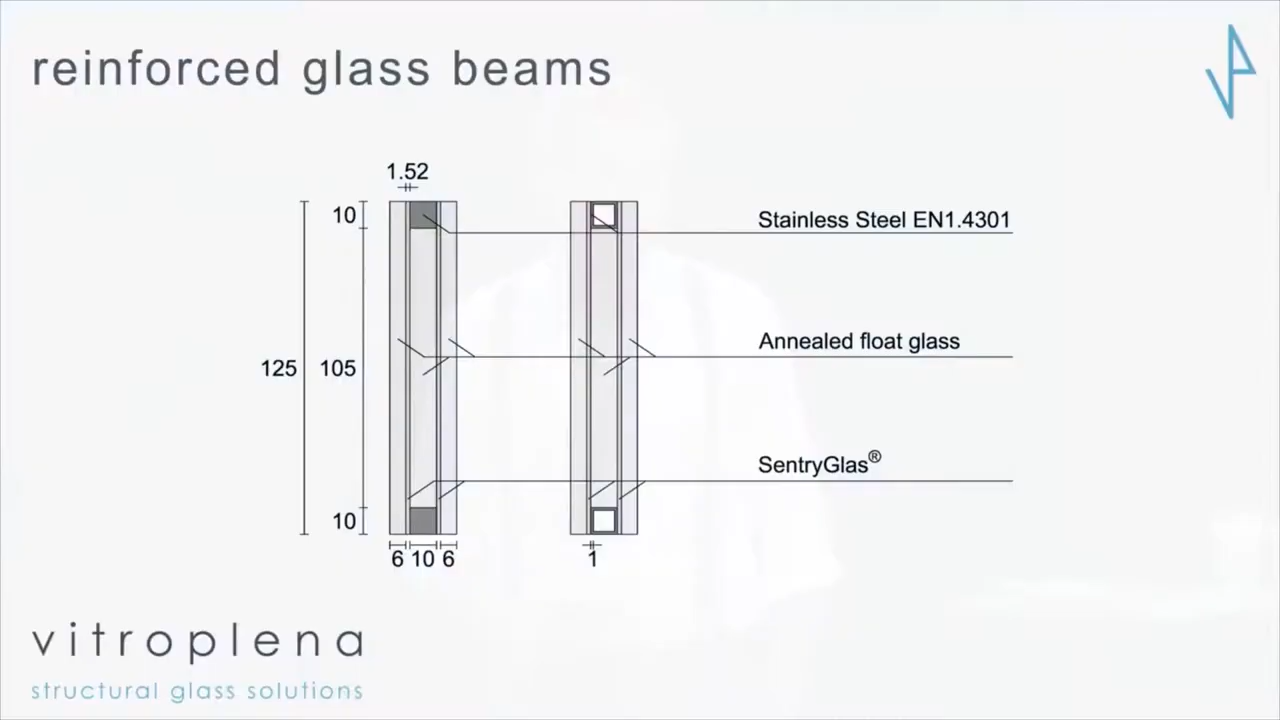 reinforced glass beams
1.52
10
Stainless Steel EN1.4301
Annealed float glass
125
105
SentryGlas®
10
6 10 6
1
vitroplena
structural glass solutions